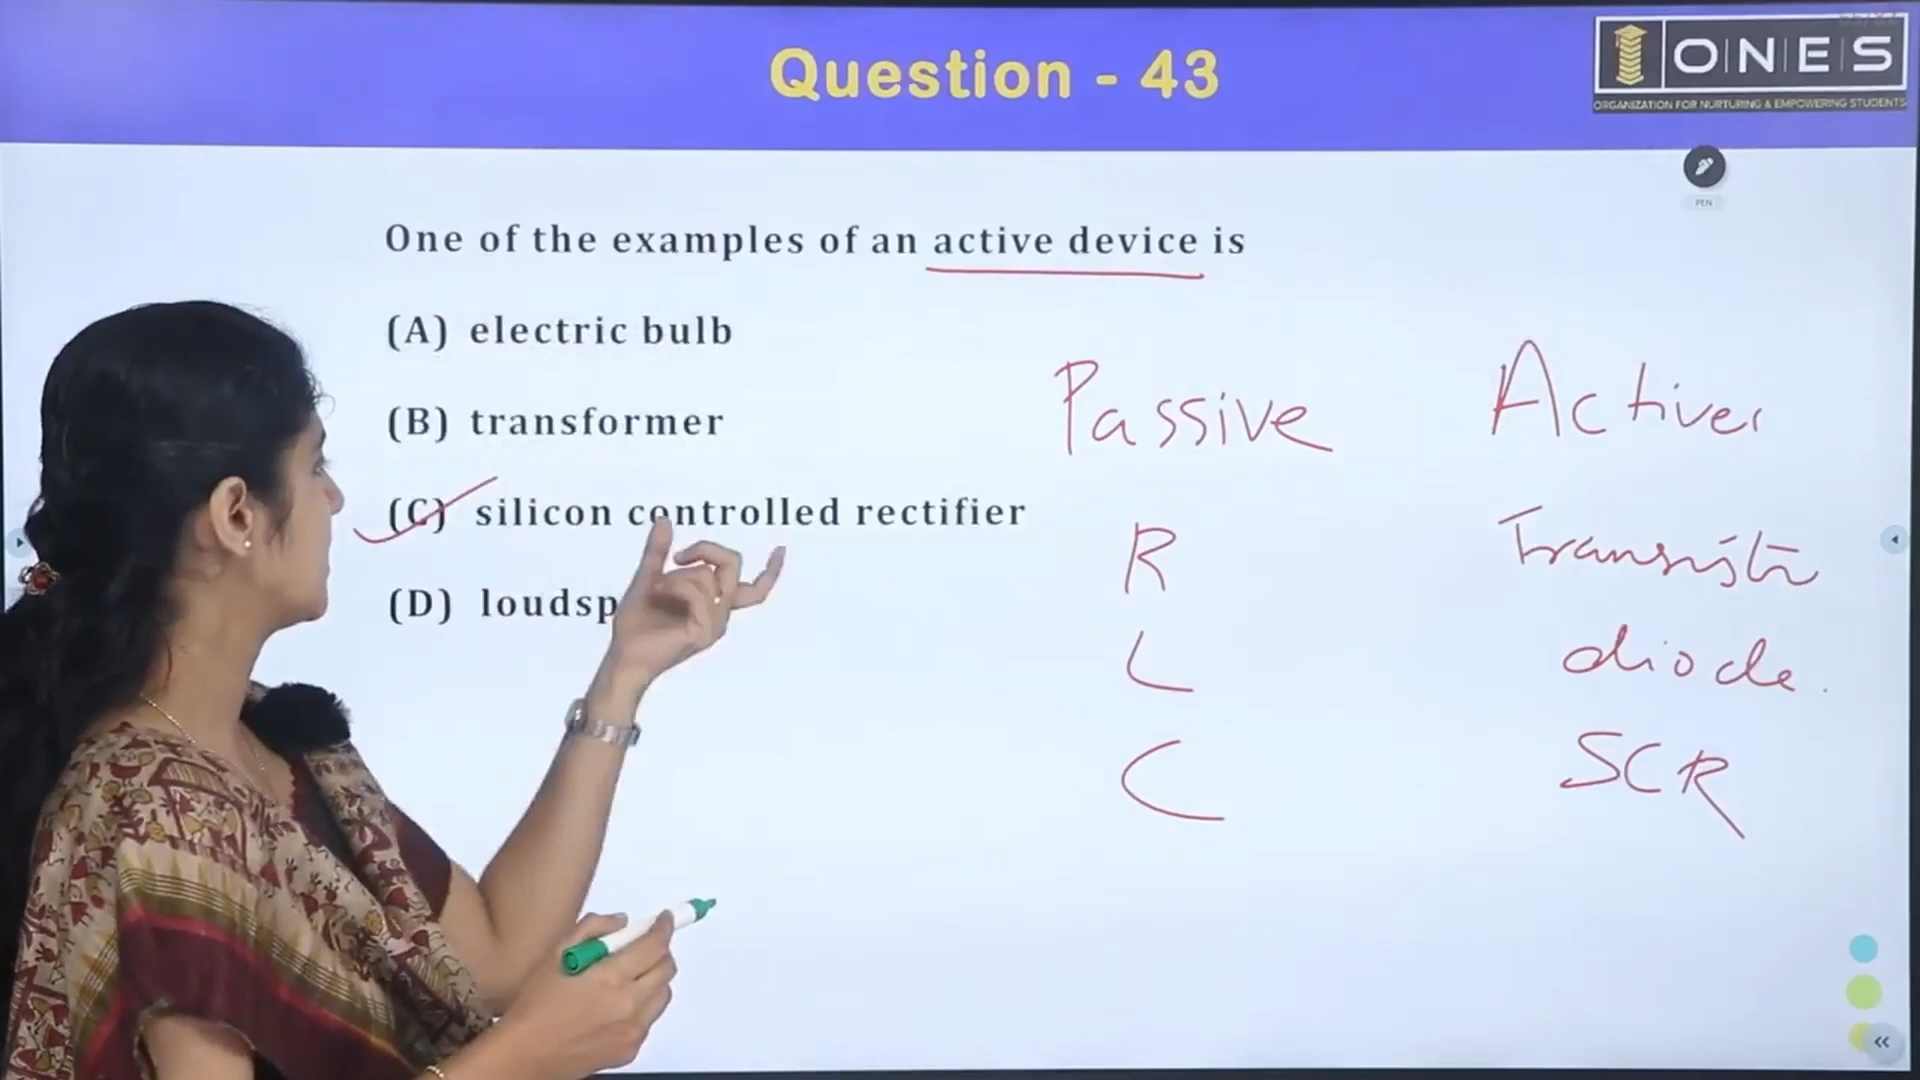 Question - 43
ONES
ORGANIZATION FOR NURTURING & EMPOWERING STUDENTS
PEN
One of the examples of an active device is
(A) electric bulb
(B) transformer
(C) silicon controlled rectifier
(D) loudsp
Passive
Active
R
L
C
diode
SCR